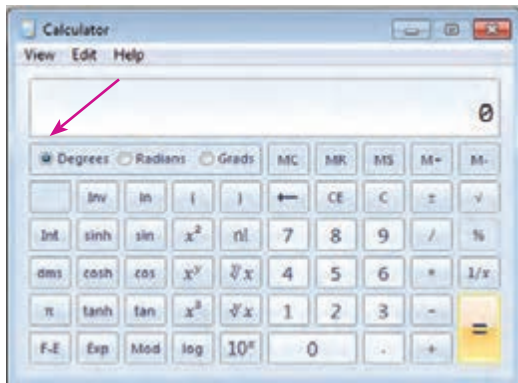 Calculator
View Edit Help
0
Degrees Radians Grads MC MR MS M+ M-
Inv ln ( ) ← CE C ± √
Int sinh sin x² n! 7 8 9 / %
dms cosh cos xʸ ʸ√x 4 5 6 * 1/x
π tanh tan x³ ³√x 1 2 3 - =
F-E Exp Mod log 10ˣ 0 . +